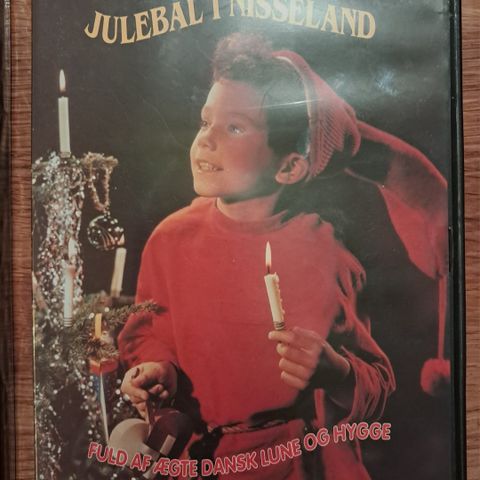 JULEBAL I NISSELAND
FULD AF ÆGTE DANSK LUNE OG HYGGE